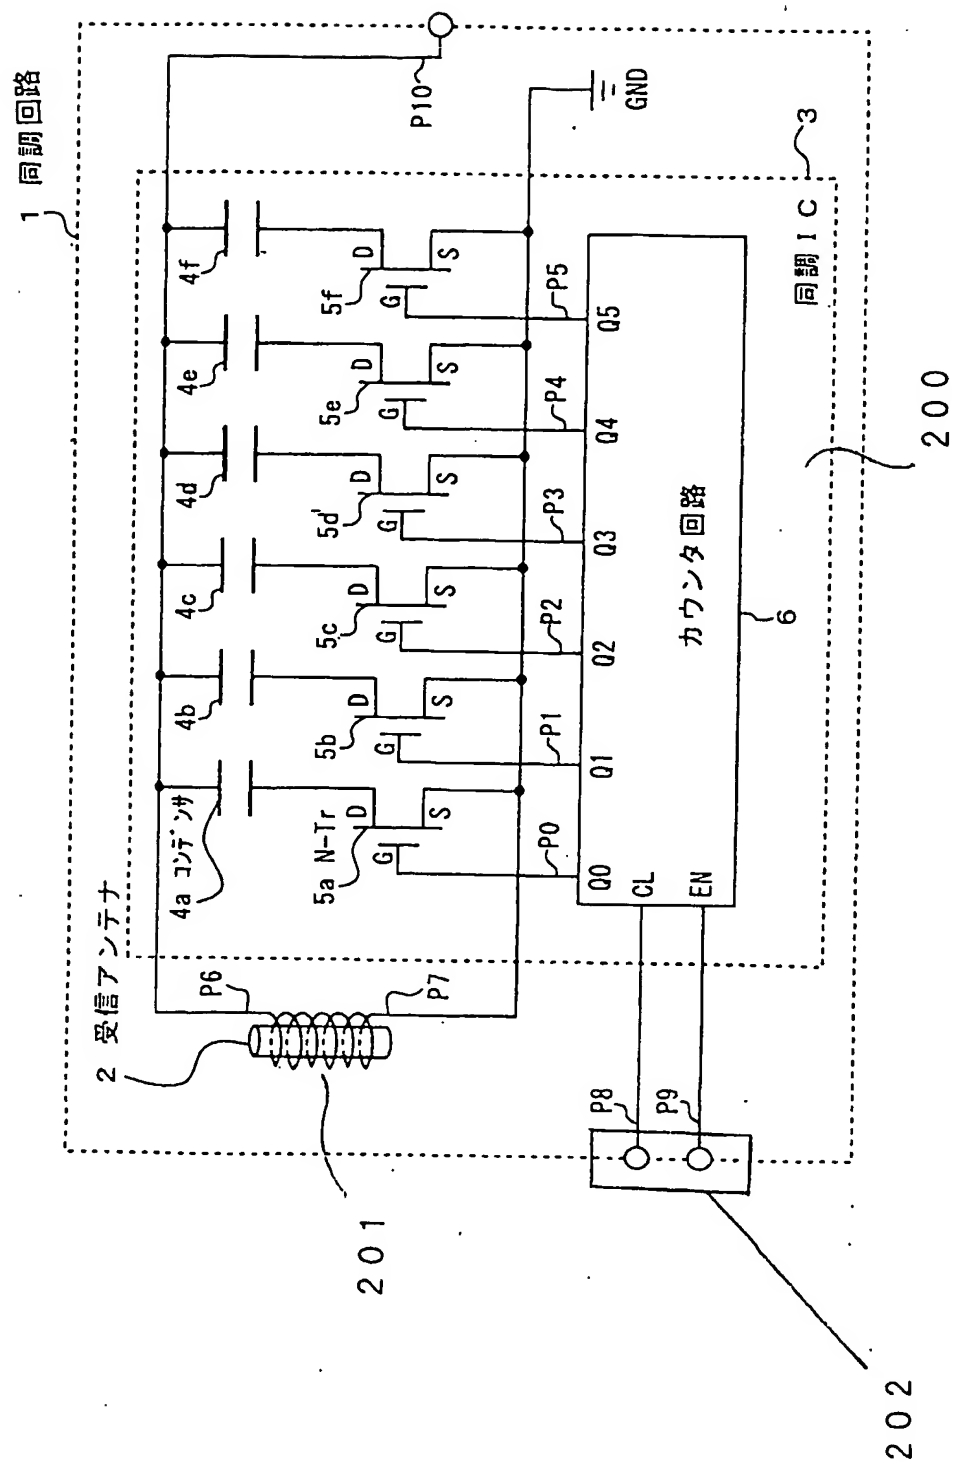 1 同調回路
2 受信アンテナ
4a コンデンサ
4b
4c
4d
4e
4f
P10
GND
P6
P7
5a N-Tr
5b
5c
5d'
5e
5f
D
D
D
D
D
D
G
G
G
G
G
G
S
S
S
S
S
S
P0
P1
P2
P3
P4
P5
Q0
Q1
Q2
Q3
Q4
Q5
CL
EN
カウンタ回路
6
同調IC
3
P8
P9
200
201
202